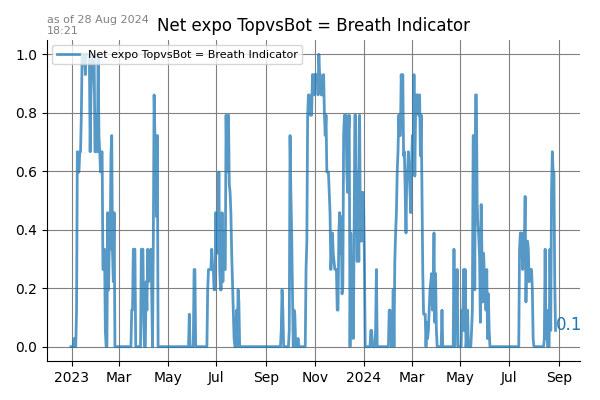 as of 28 Aug 2024
18:21
Net expo TopvsBot = Breath Indicator
Net expo TopvsBot = Breath Indicator
1.0
0.8
0.6
0.4
0.2
0.0
0.1
2023 Mar May Jul Sep Nov 2024 Mar May Jul Sep